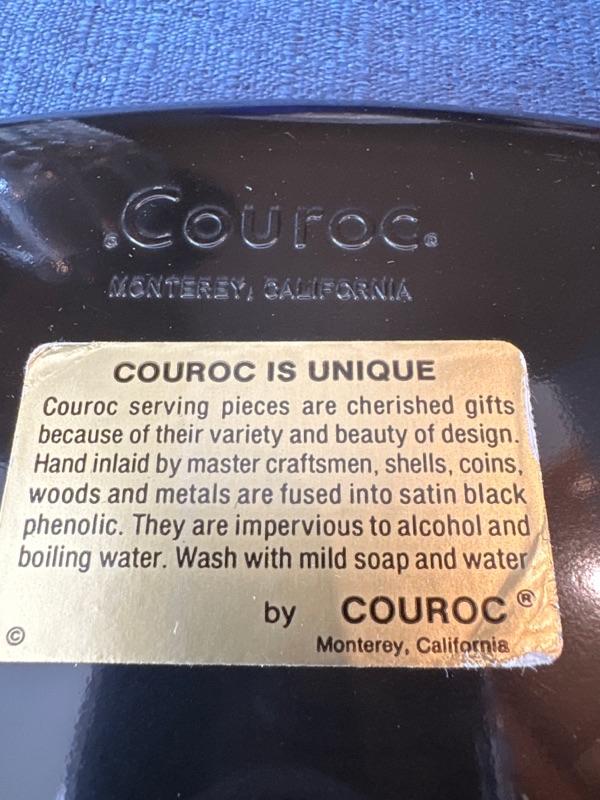 Couroc®
MONTEREY, CALIFORNIA
COUROC IS UNIQUE
Couroc serving pieces are cherished gifts
because of their variety and beauty of design.
Hand inlaid by master craftsmen, shells, coins,
woods and metals are fused into satin black
phenolic. They are impervious to alcohol and
boiling water. Wash with mild soap and water
by COUROC®
© Monterey, California